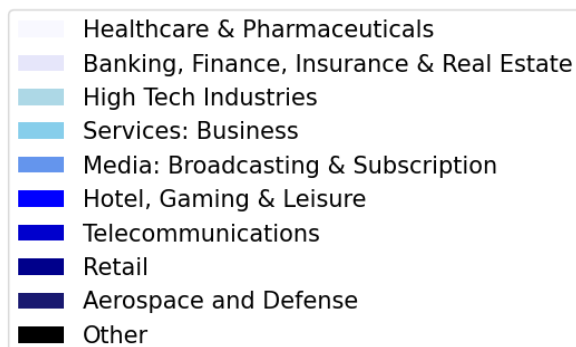 Healthcare & Pharmaceuticals
Banking, Finance, Insurance & Real Estate
High Tech Industries
Services: Business
Media: Broadcasting & Subscription
Hotel, Gaming & Leisure
Telecommunications
Retail
Aerospace and Defense
Other